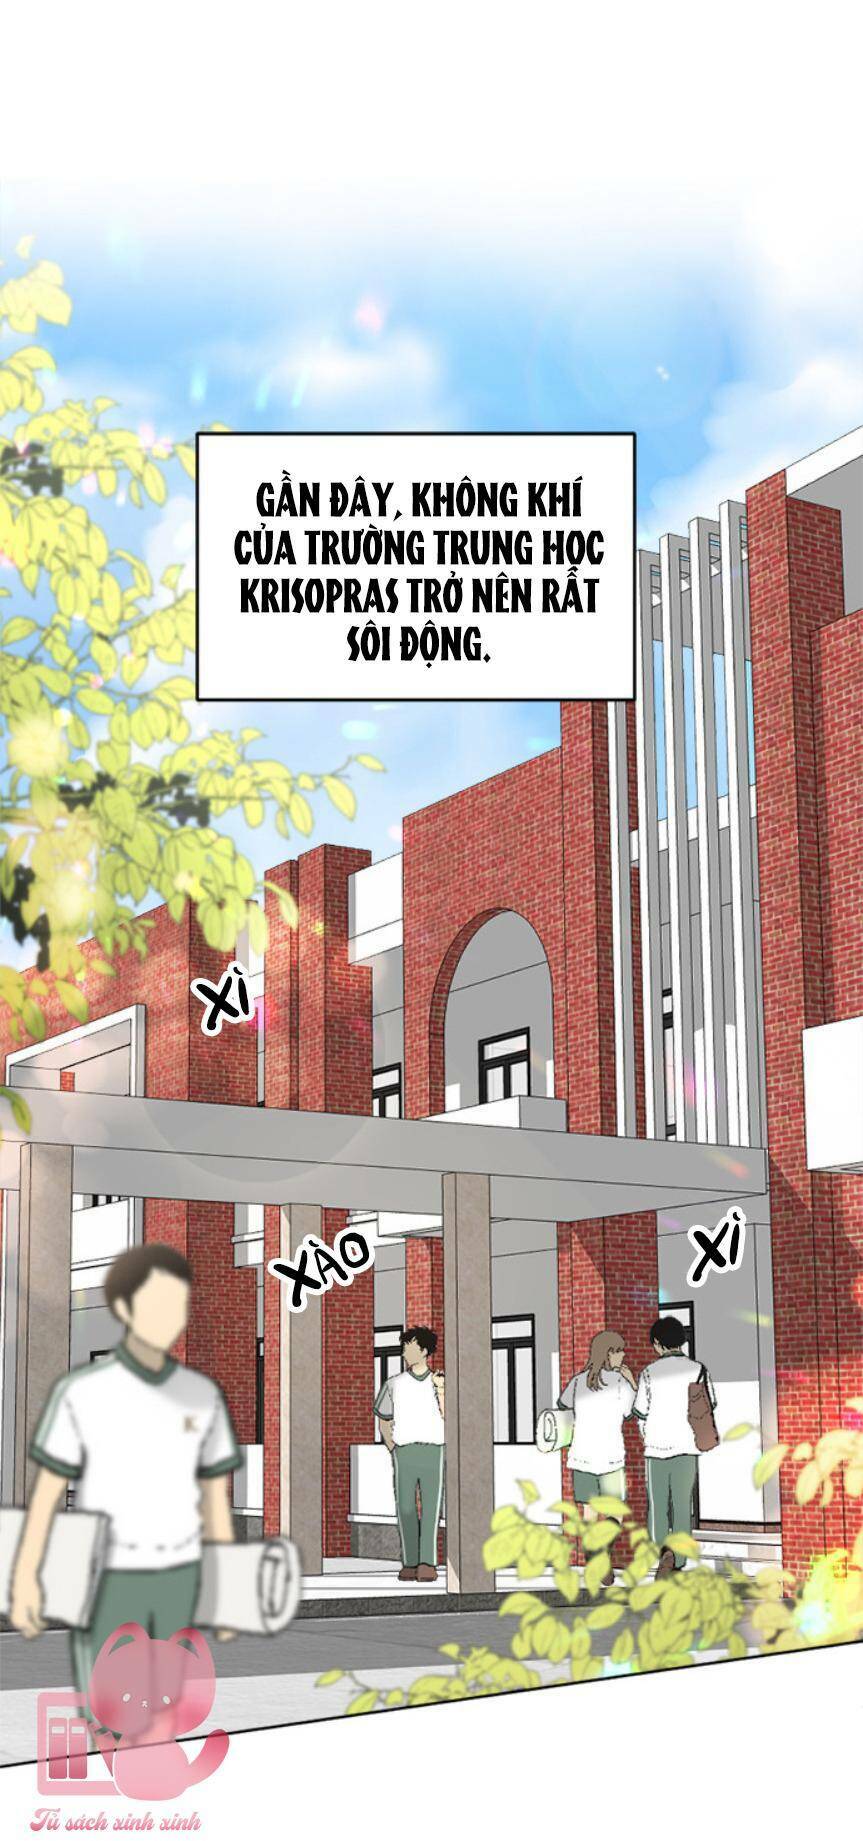 GẦN ĐÂY, KHÔNG KHÍ
CỦA TRƯỜNG TRUNG HỌC
KRISOPRAS TRỞ NÊN RẤT
SÔI ĐỘNG.
XÌ
XÀO
XÌ
K
Tủ sách xinh xinh